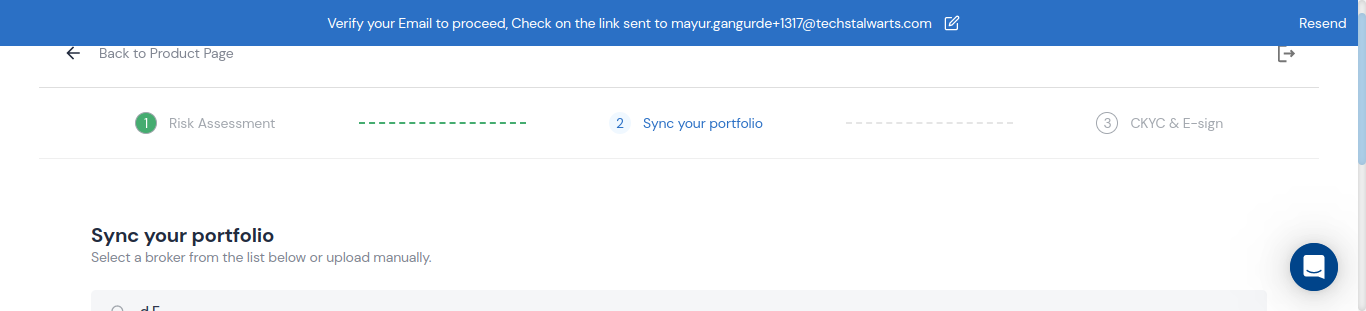 Verify your Email to proceed, Check on the link sent to mayur.gangurde+1317@techstalwarts.com
Resend
Back to Product Page
1 Risk Assessment
2 Sync your portfolio
3 CKYC & E-sign
Sync your portfolio
Select a broker from the list below or upload manually.